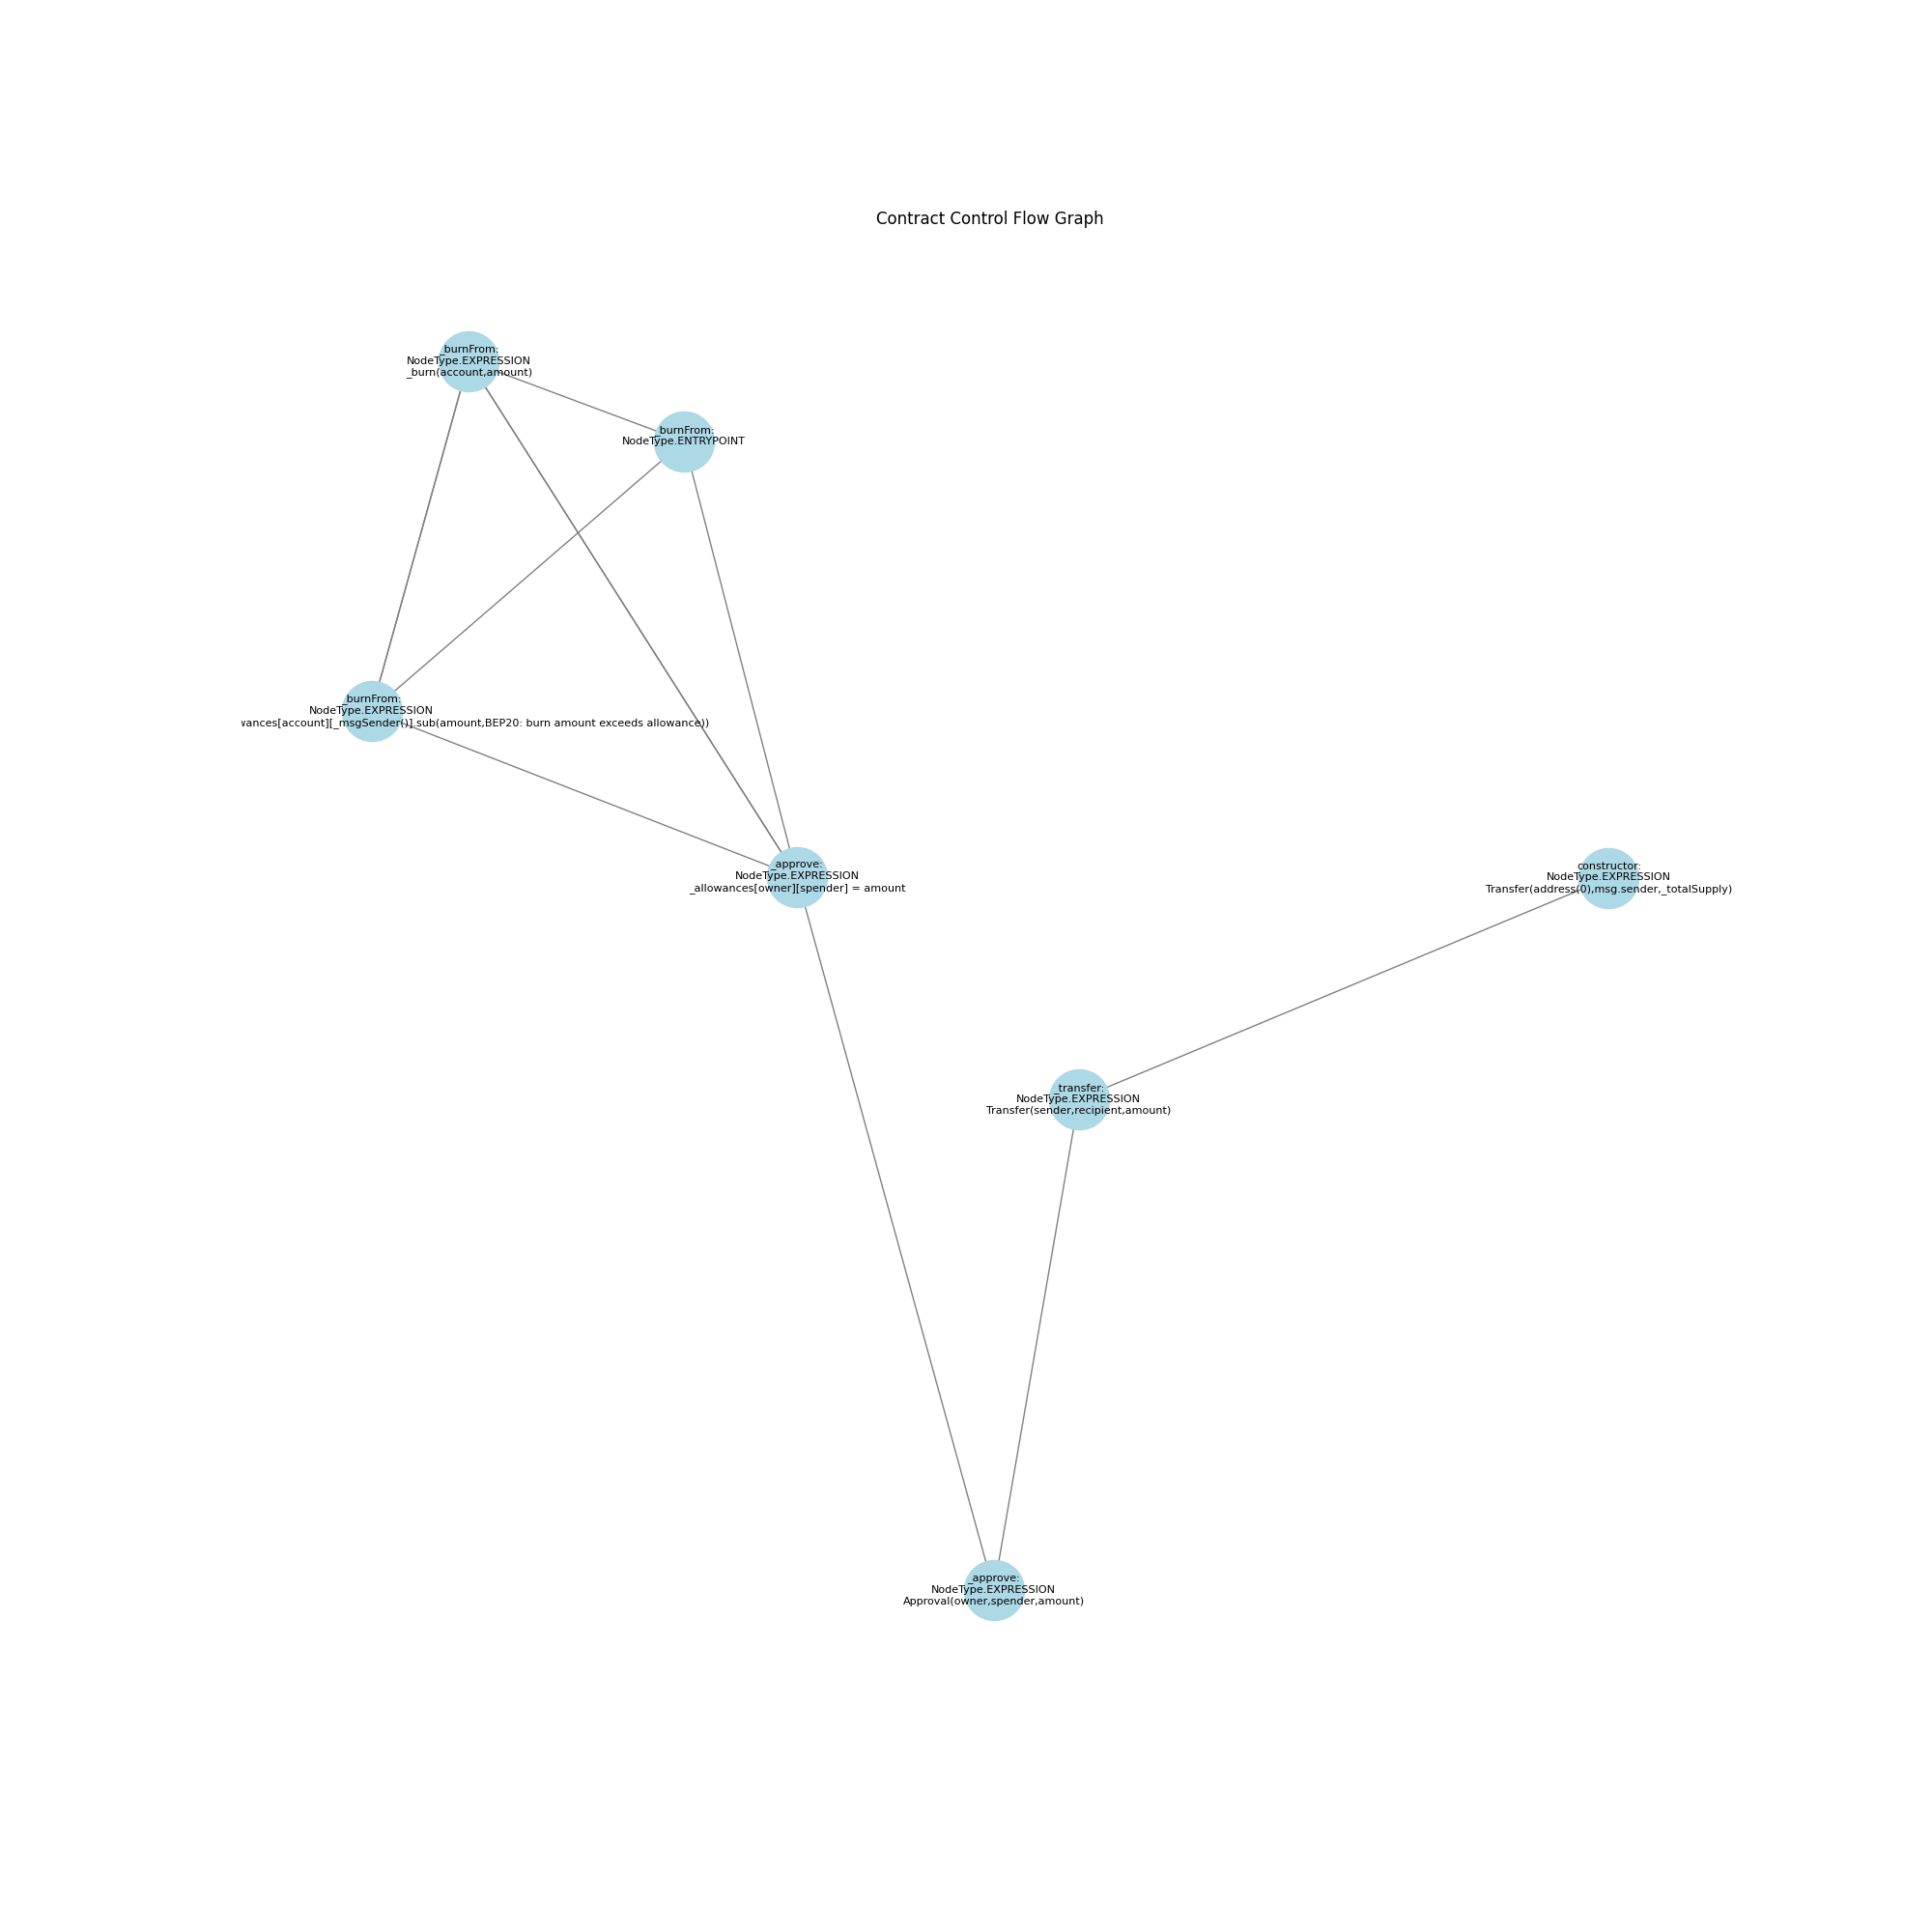 Contract Control Flow Graph
_burnFrom:
NodeType.EXPRESSION
_burn(account,amount)
_burnFrom:
NodeType.ENTRYPOINT
_burnFrom:
NodeType.EXPRESSION
wances[account][_msgSender()].sub(amount,BEP20: burn amount exceeds allowance))
_approve:
NodeType.EXPRESSION
_allowances[owner][spender] = amount
constructor:
NodeType.EXPRESSION
Transfer(address(0),msg.sender,_totalSupply)
_transfer:
NodeType.EXPRESSION
Transfer(sender,recipient,amount)
_approve:
NodeType.EXPRESSION
Approval(owner,spender,amount)